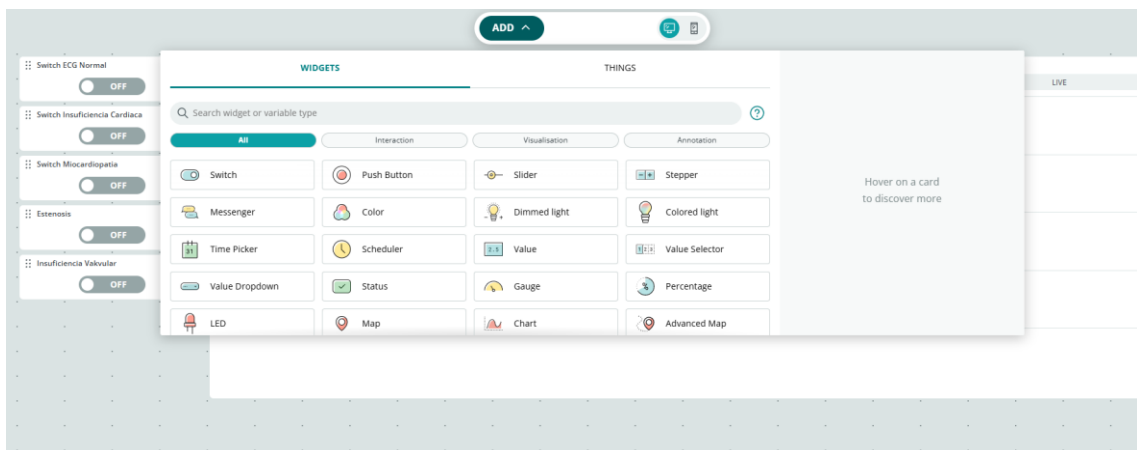 ADD
Switch ECG Normal
OFF
Switch Insuficiencia Cardiaca
OFF
Switch Miocardiopatia
OFF
Estenosis
OFF
Insuficiencia Vakvular
OFF
WIDGETS
THINGS
Search widget or variable type
?
All
Interaction
Visualisation
Annotation
Switch
Push Button
Slider
Stepper
Messenger
Color
Dimmed light
Colored light
31
Time Picker
Scheduler
Value
Value Selector
Value Dropdown
Status
Gauge
%
Percentage
LED
Map
Chart
Advanced Map
Hover on a card
to discover more
LIVE